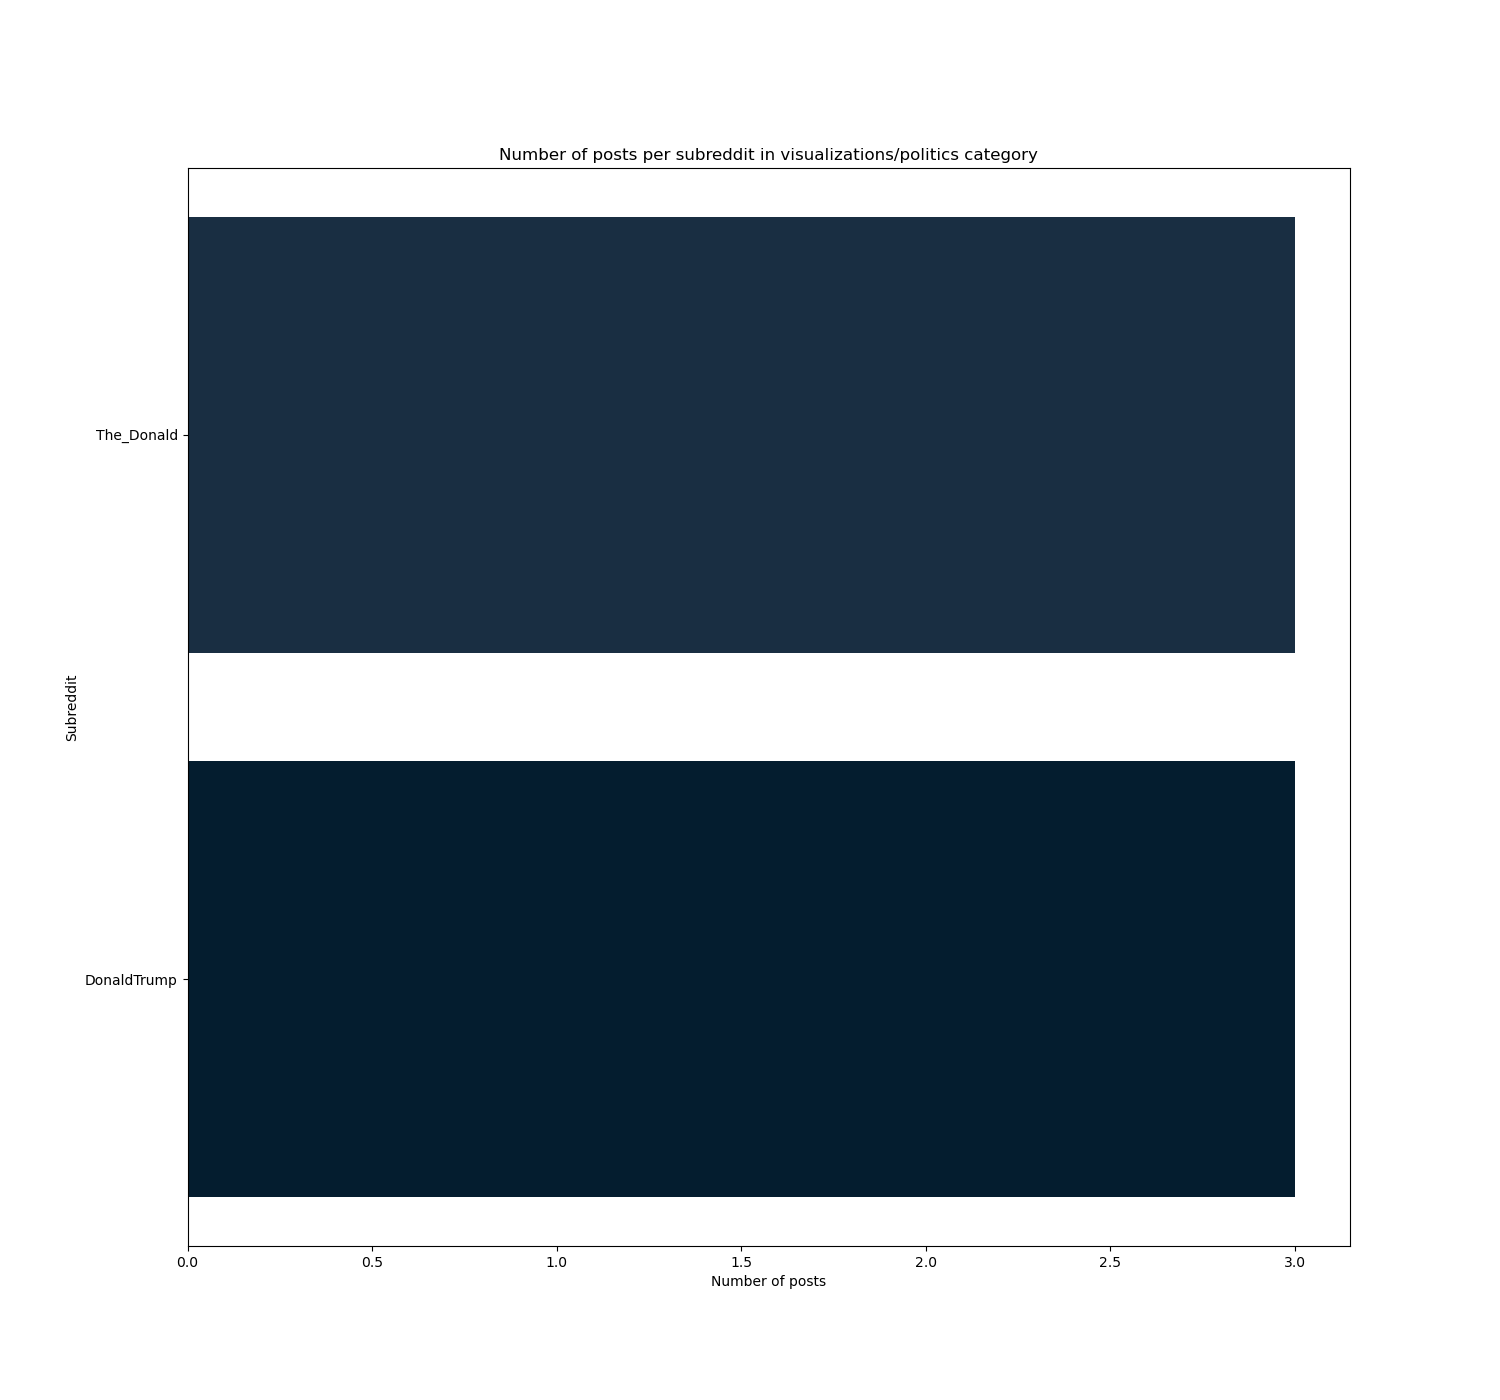 Number of posts per subreddit in visualizations/politics category
The_Donald
Subreddit
DonaldTrump
0.0 0.5 1.0 1.5 2.0 2.5 3.0
Number of posts